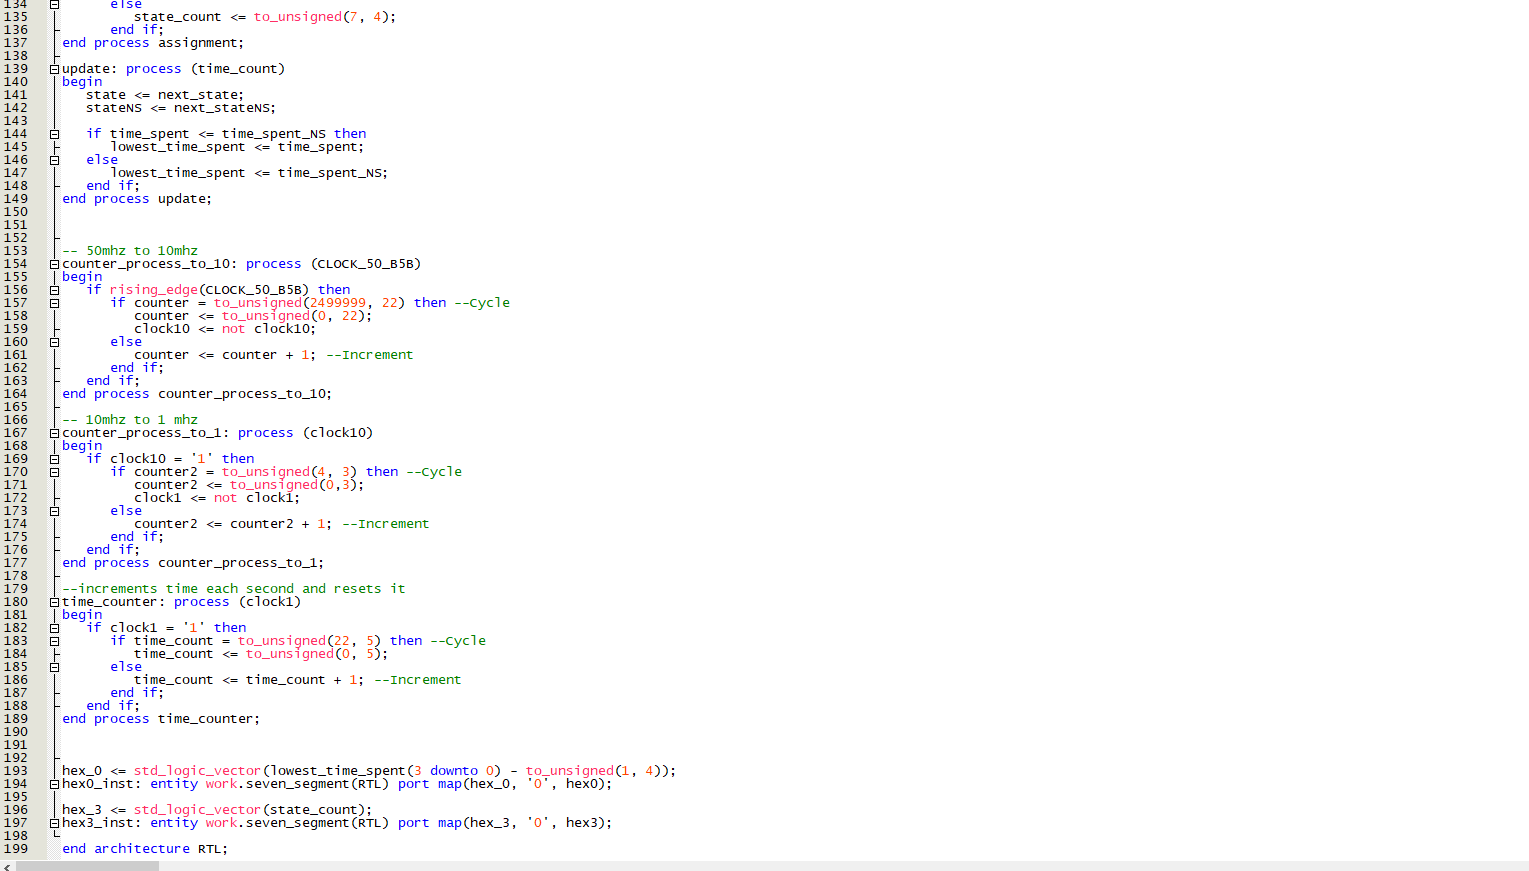 134 else
135 state_count <= to_unsigned(7, 4);
136 end if;
137 end process assignment;
138
139 update: process (time_count)
140 begin
141 state <= next_state;
142 stateNS <= next_stateNS;
143
144 if time_spent <= time_spent_NS then
145 lowest_time_spent <= time_spent;
146 else
147 lowest_time_spent <= time_spent_NS;
148 end if;
149 end process update;
150
151
152
153 -- 50mhz to 10mhz
154 counter_process_to_10: process (CLOCK_50_B5B)
155 begin
156 if rising_edge(CLOCK_50_B5B) then
157 if counter = to_unsigned(2499999, 22) then --Cycle
158 counter <= to_unsigned(0, 22);
159 clock10 <= not clock10;
160 else
161 counter <= counter + 1; --Increment
162 end if;
163 end if;
164 end process counter_process_to_10;
165
166 -- 10mhz to 1 mhz
167 counter_process_to_1: process (clock10)
168 begin
169 if clock10 = '1' then
170 if counter2 = to_unsigned(4, 3) then --Cycle
171 counter2 <= to_unsigned(0,3);
172 clock1 <= not clock1;
173 else
174 counter2 <= counter2 + 1; --Increment
175 end if;
176 end if;
177 end process counter_process_to_1;
178
179 --increments time each second and resets it
180 time_counter: process (clock1)
181 begin
182 if clock1 = '1' then
183 if time_count = to_unsigned(22, 5) then --Cycle
184 time_count <= to_unsigned(0, 5);
185 else
186 time_count <= time_count + 1; --Increment
187 end if;
188 end if;
189 end process time_counter;
190
191
192
193 hex_0 <= std_logic_vector(lowest_time_spent(3 downto 0) - to_unsigned(1, 4));
194 hex0_inst: entity work.seven_segment(RTL) port map(hex_0, '0', hex0);
195
196 hex_3 <= std_logic_vector(state_count);
197 hex3_inst: entity work.seven_segment(RTL) port map(hex_3, '0', hex3);
198
199 end architecture RTL;